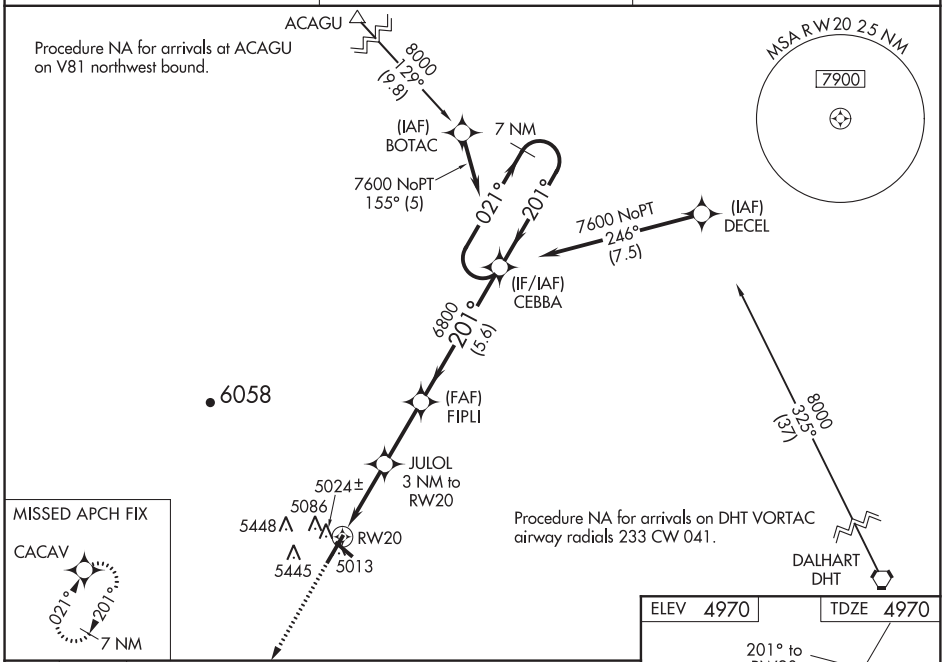 ACAGU
Procedure NA for arrivals at ACAGU
on V81 northwest bound.
8000
129°
(9.8)
MSA RW20 25 NM
7900
(IAF)
BOTAC
7 NM
7600 NoPT
155° (5)
021°
201°
7600 NoPT
246°
(7.5)
(IAF)
DECEL
(IF/IAF)
CEBBA
6800
201°
(5.6)
6058
(FAF)
FIPLI
8000
325°
(37)
JULOL
3 NM to
RW20
5024±
5086
5448
RW20
5445
5013
Procedure NA for arrivals on DHT VORTAC
airway radials 233 CW 041.
DALHART
DHT
MISSED APCH FIX
CACAV
021°
201°
7 NM
ELEV 4970
TDZE 4970
201° to